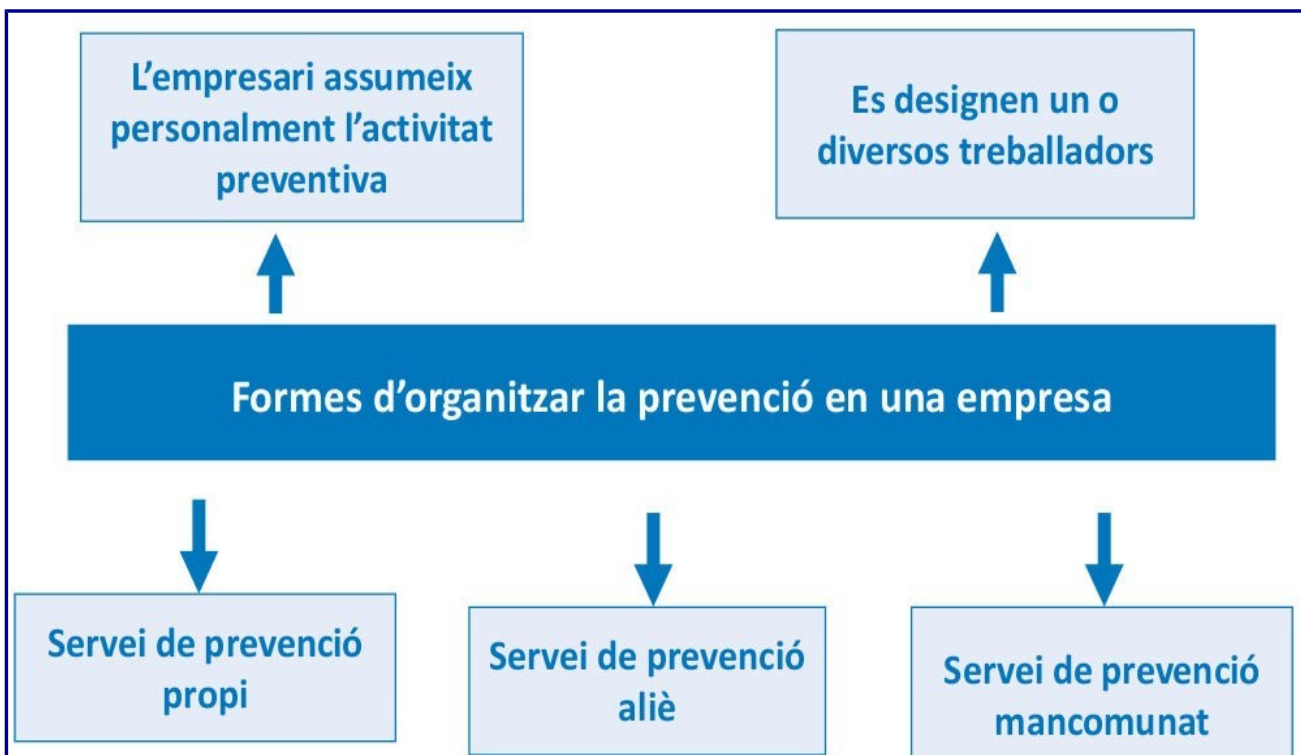 L’empresari assumeix
personalment l’activitat
preventiva
Es designen un o
diversos treballadors
Formes d’organitzar la prevenció en una empresa
Servei de prevenció
propi
Servei de prevenció
aliè
Servei de prevenció
mancomunat